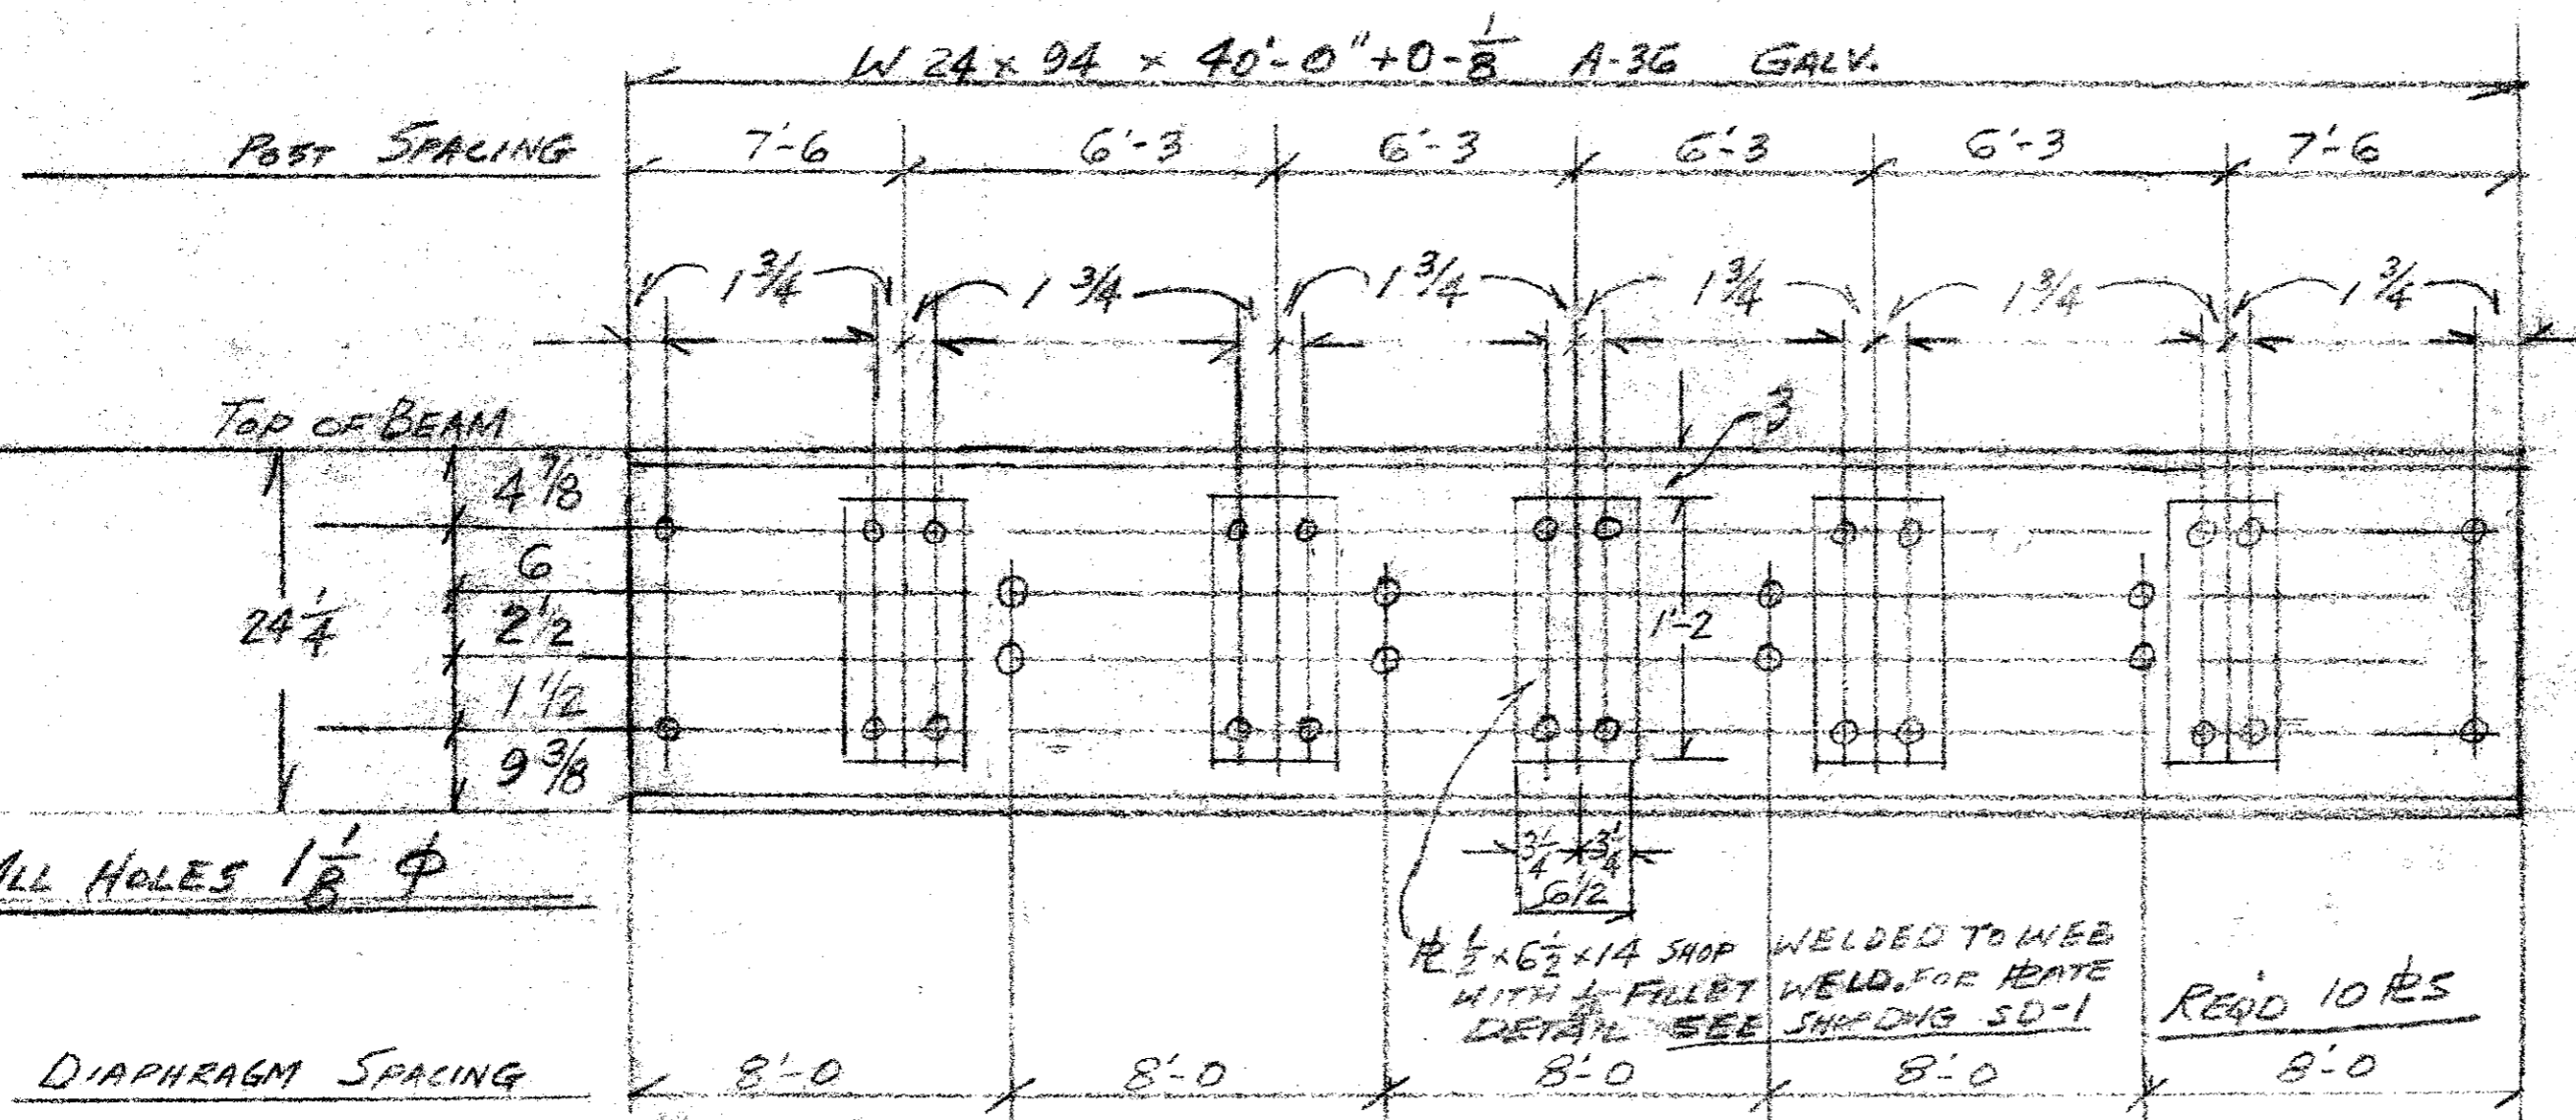 W 24 x 94 x 40'-0" +0-1/8 A-36 GALV.
POST SPACING 7'-6 6'-3 6'-3 6'-3 6'-3 7'-6
1 3/4 1 3/4 1 3/4 1 3/4 1 3/4 1 3/4
3
TOP OF BEAM
4 7/8
6
24 1/4 2 1/2 1'-2
1 1/2
9 3/8
3 1/4 3 1/4
ALL HOLES 1 1/8 ϕ
6 1/2
PL 1/2 x 6 1/2 x 14 SHOP WELDED TO WEB
WITH FILLET WELD. FOR PLATE
DETAIL SEE SHOP DWG SD-1
REQ'D 10 PLS
DIAPHRAGM SPACING 8'-0 8'-0 8'-0 8'-0 8'-0